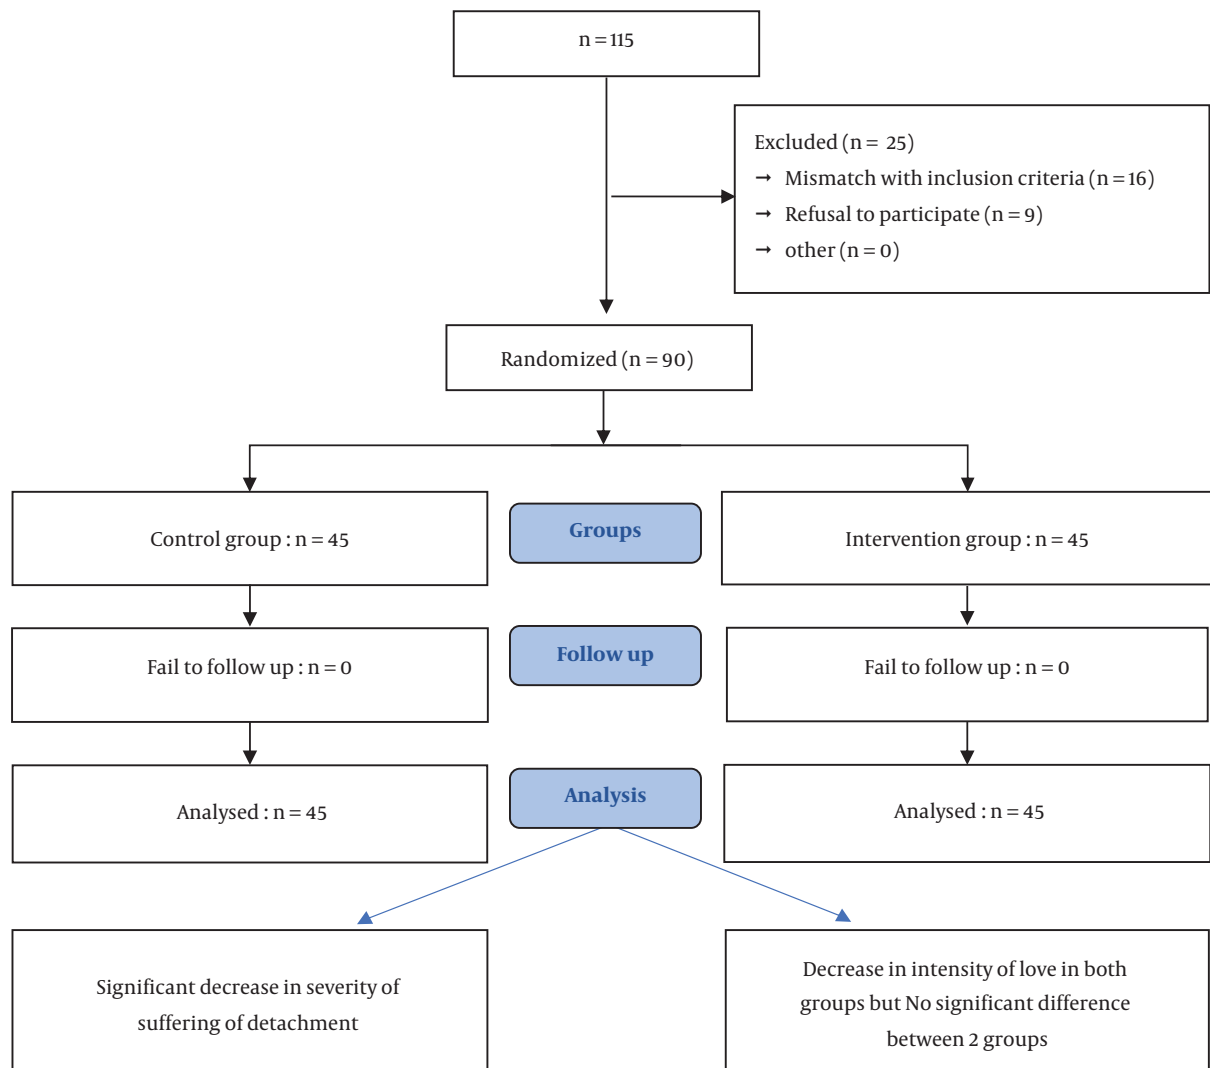 n = 115
Excluded (n = 25)
→ Mismatch with inclusion criteria (n = 16)
→ Refusal to participate (n = 9)
→ other (n = 0)
Randomized (n = 90)
Control group : n = 45
Groups
Intervention group : n = 45
Fail to follow up : n = 0
Follow up
Fail to follow up : n = 0
Analysed : n = 45
Analysis
Analysed : n = 45
Significant decrease in severity of
suffering of detachment
Decrease in intensity of love in both
groups but No significant difference
between 2 groups